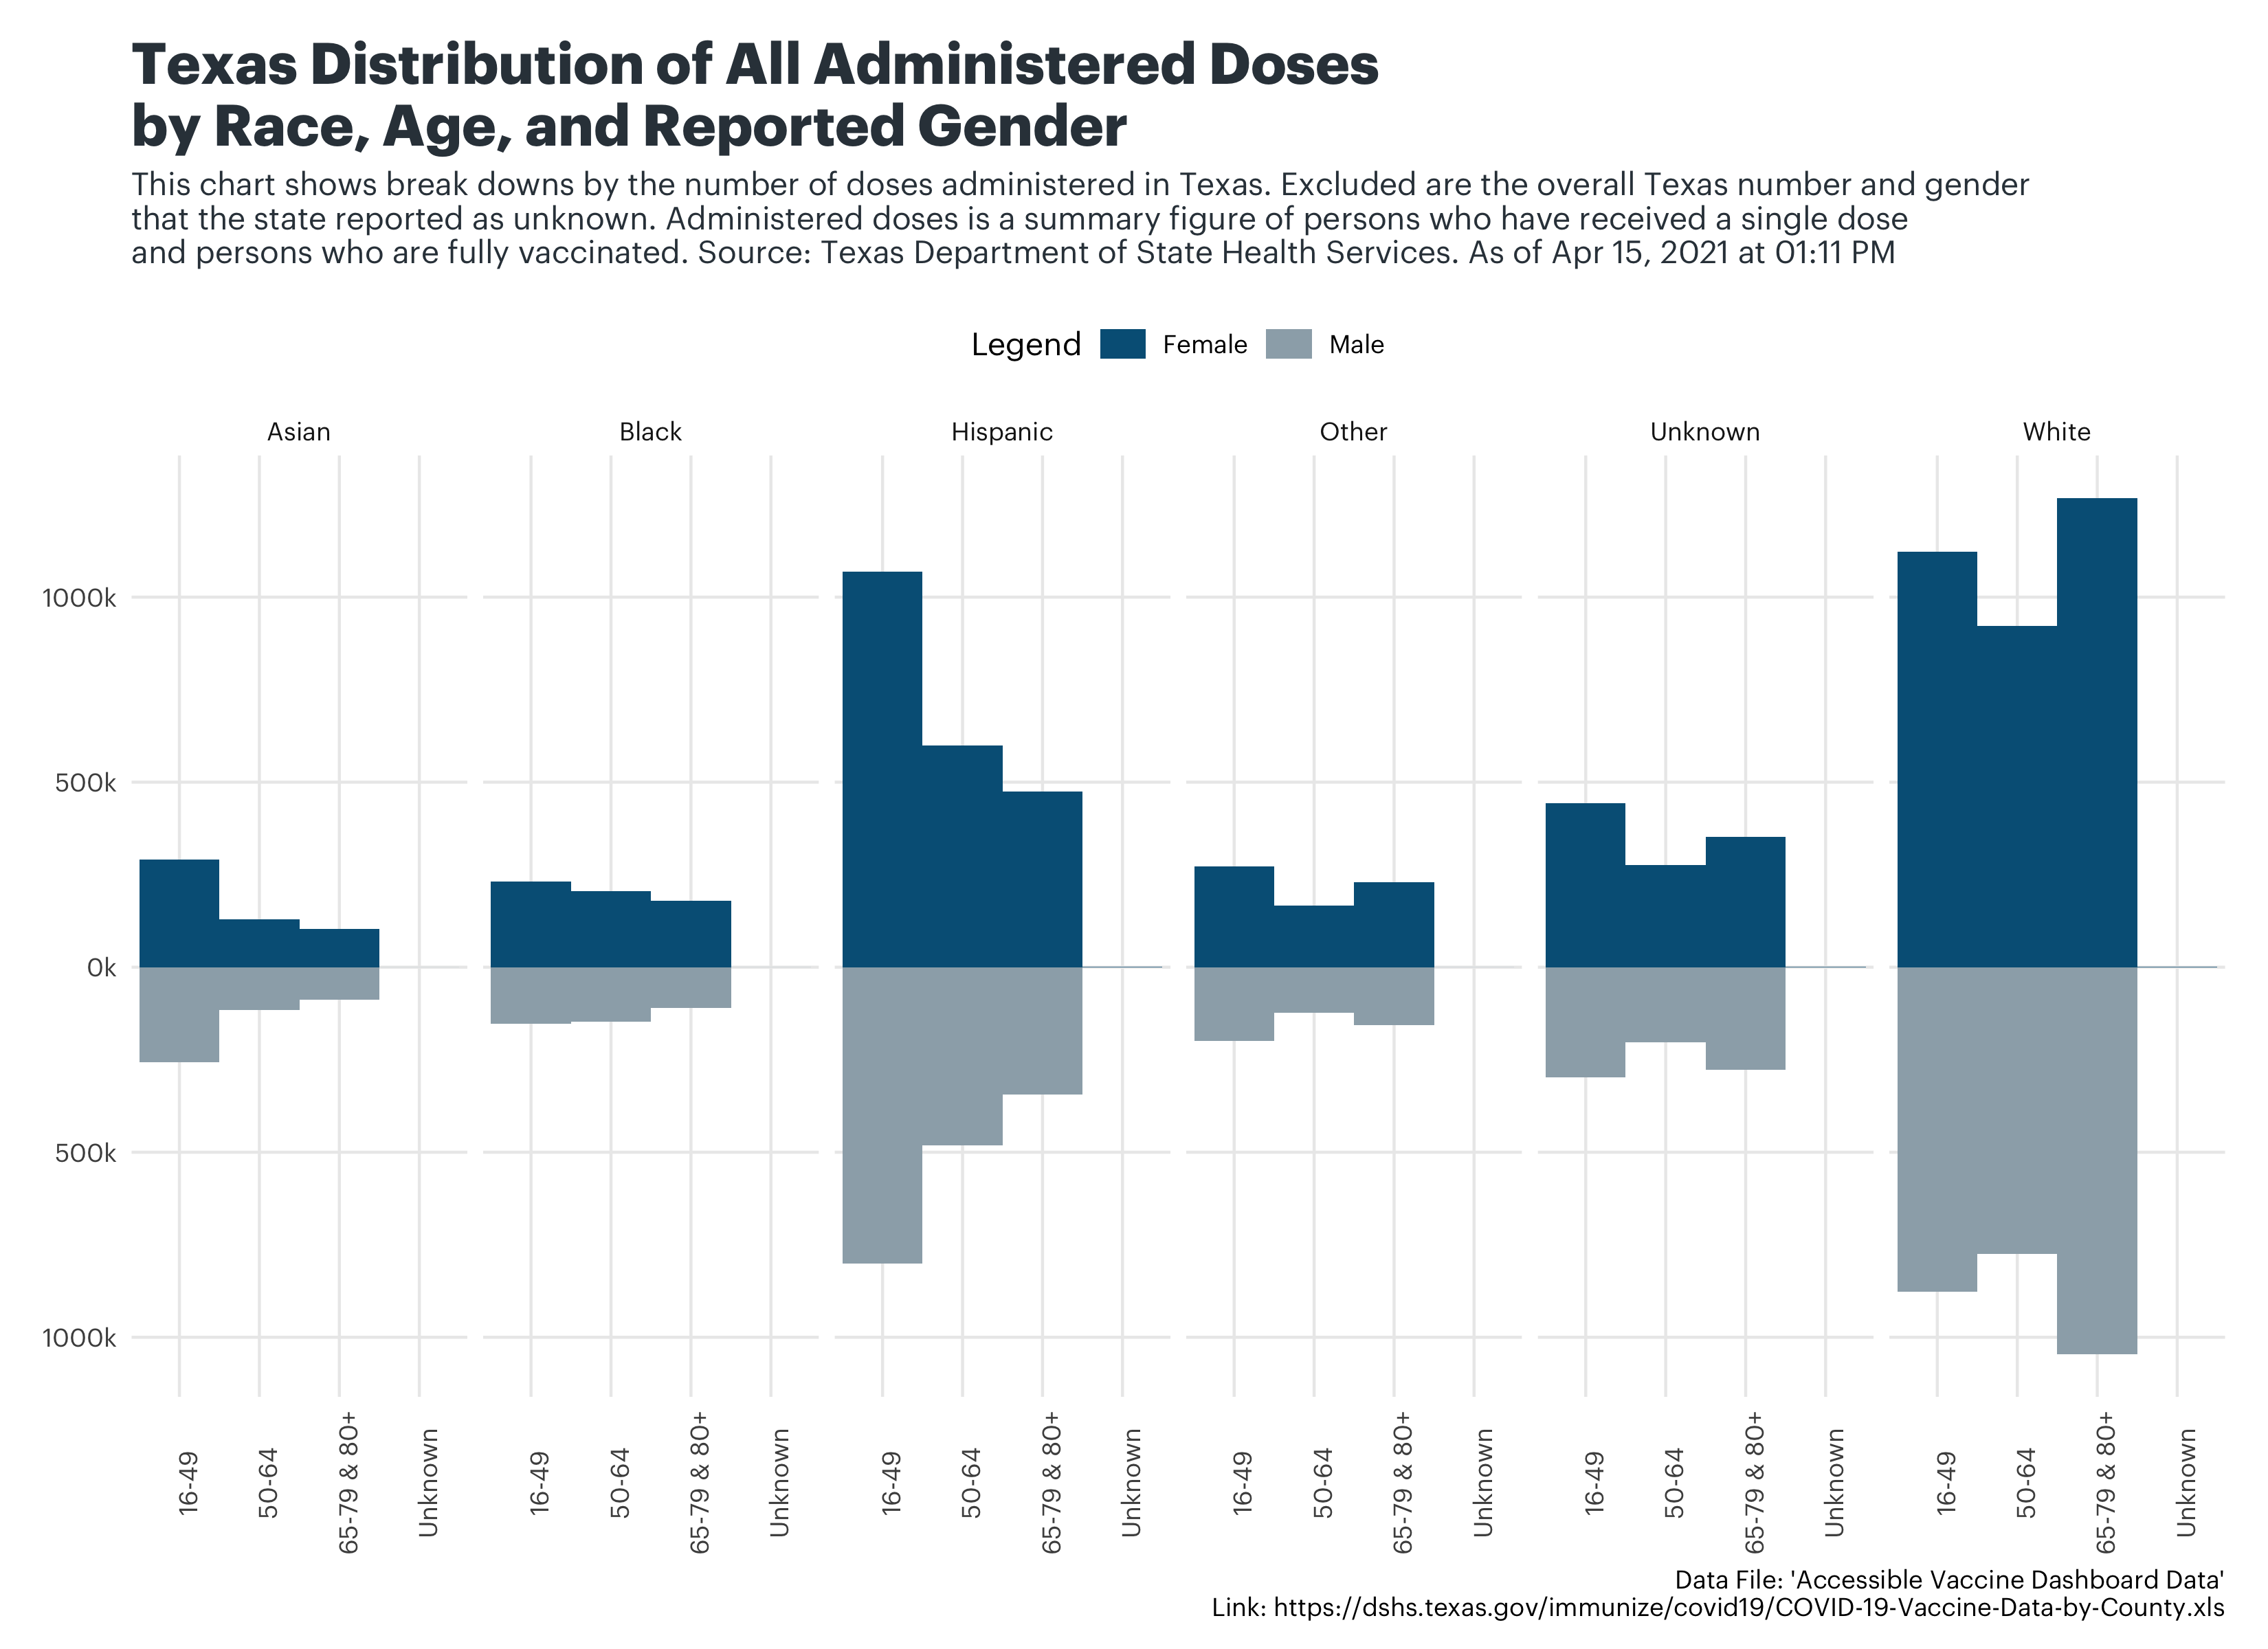 Texas Distribution of All Administered Doses
by Race, Age, and Reported Gender
This chart shows break downs by the number of doses administered in Texas. Excluded are the overall Texas number and gender
that the state reported as unknown. Administered doses is a summary figure of persons who have received a single dose
and persons who are fully vaccinated. Source: Texas Department of State Health Services. As of Apr 15, 2021 at 01:11 PM
Legend Female Male
Asian Black Hispanic Other Unknown White
1000k
500k
0k
500k
1000k
16-49 50-64 65-79 & 80+ Unknown 16-49 50-64 65-79 & 80+ Unknown 16-49 50-64 65-79 & 80+ Unknown 16-49 50-64 65-79 & 80+ Unknown 16-49 50-64 65-79 & 80+ Unknown 16-49 50-64 65-79 & 80+ Unknown
Data File: 'Accessible Vaccine Dashboard Data'
Link: https://dshs.texas.gov/immunize/covid19/COVID-19-Vaccine-Data-by-County.xls